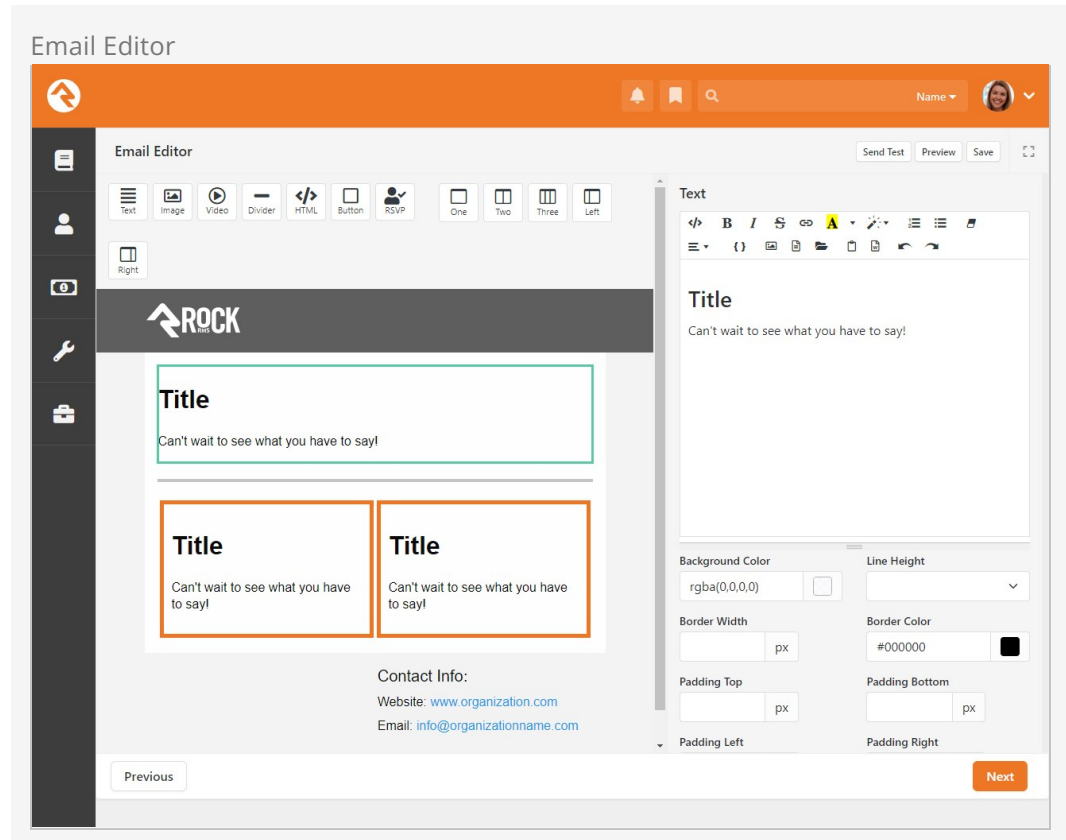 Email Editor
Name
Email Editor
Send Test Preview Save
Text Image Video Divider HTML Button RSVP One Two Three Left
Right
ROCK
RMS
Title
Can't wait to see what you have to say!
Title
Can't wait to see what you have
to say!
Title
Can't wait to see what you have
to say!
Contact Info:
Website: www.organization.com
Email: info@organizationname.com
Text
B I S A
Title
Can't wait to see what you have to say!
Background Color Line Height
rgba(0,0,0,0)
Border Width Border Color
px #000000
Padding Top Padding Bottom
px px
Padding Left Padding Right
Previous Next